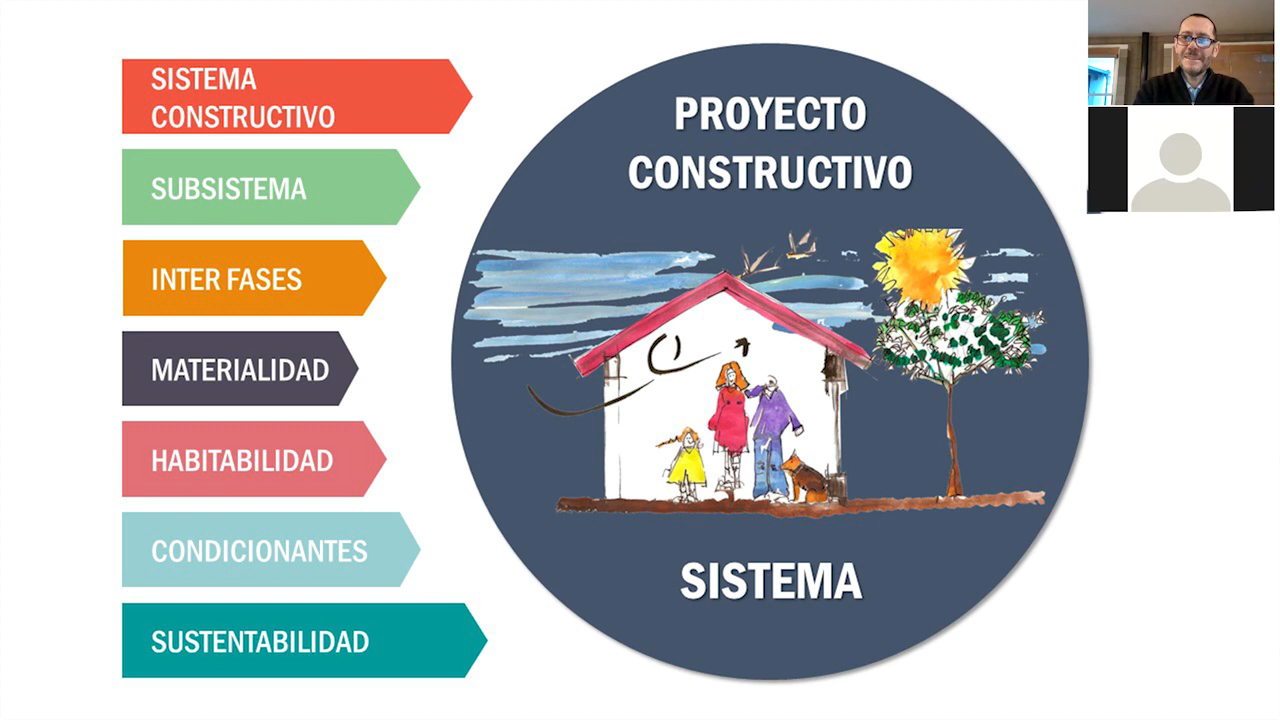 SISTEMA
CONSTRUCTIVO
SUBSISTEMA
INTER FASES
MATERIALIDAD
HABITABILIDAD
CONDICIONANTES
SUSTENTABILIDAD
PROYECTO
CONSTRUCTIVO
SISTEMA